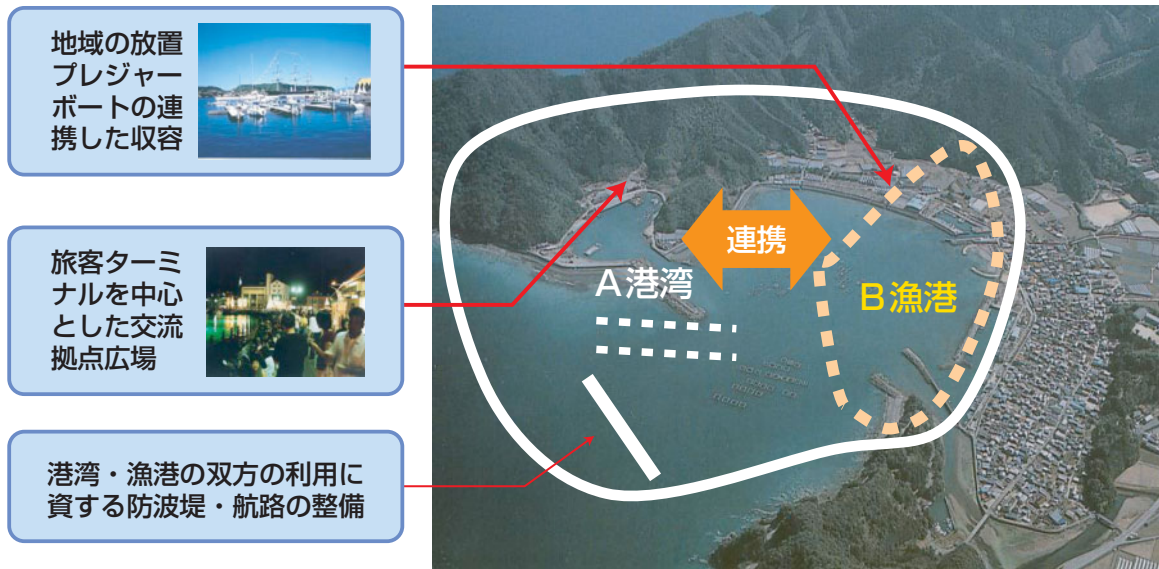 地域の放置
プレジャー
ボートの連
携した収容
旅客ターミ
ナルを中心
とした交流
拠点広場
港湾・漁港の双方の利用に
資する防波堤・航路の整備
連携
A港湾
B漁港